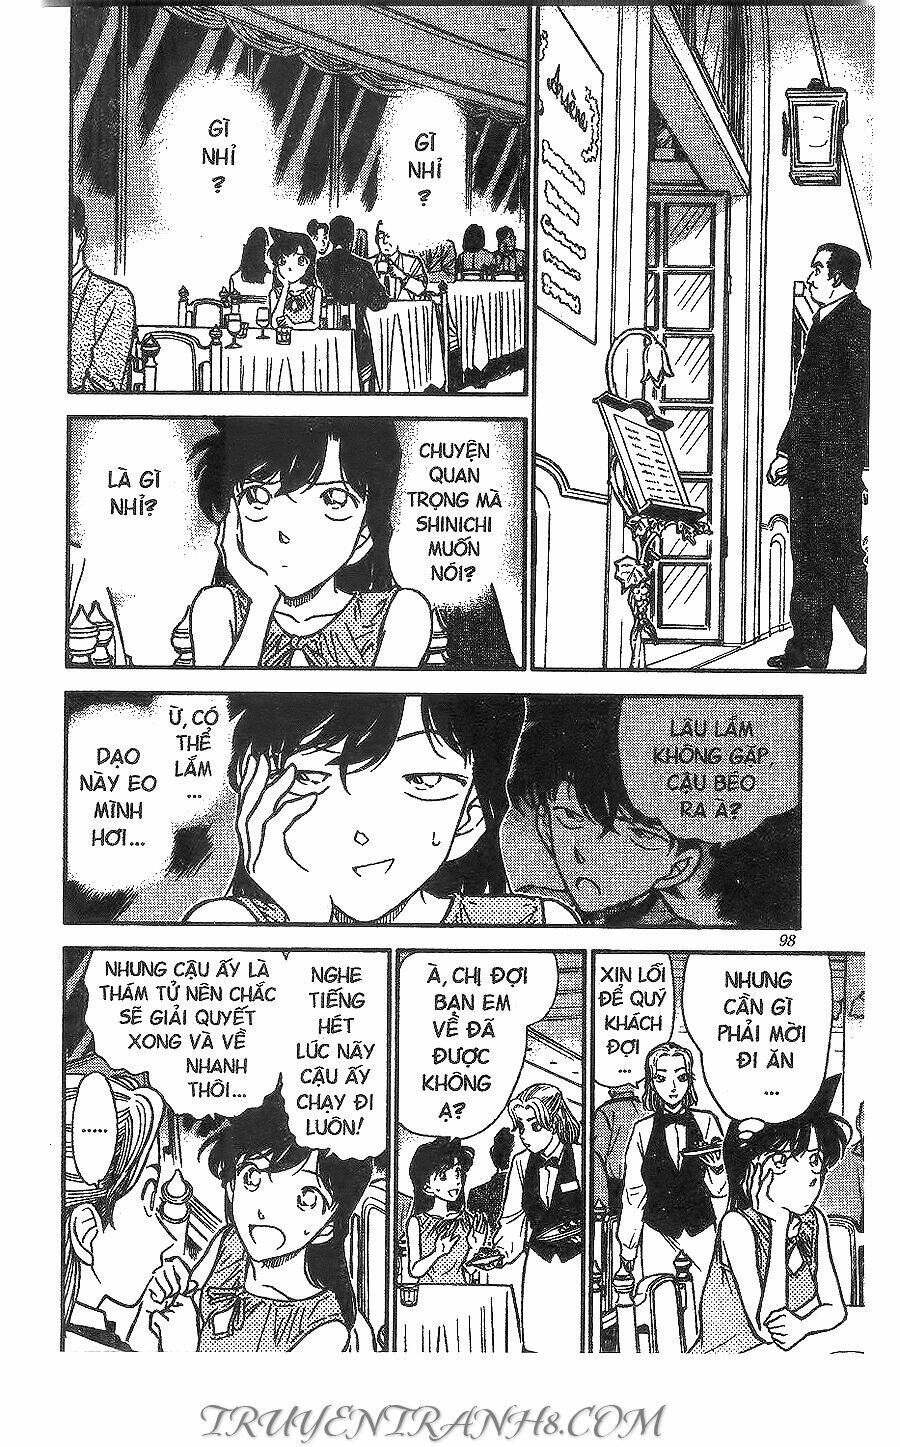 Arsène
GÌ
NHỈ
?
GÌ
NHỈ
?
CHUYỆN
QUAN
TRỌNG MÀ
SHINICHI
MUỐN
NÓI?
LÀ GÌ
NHỈ?
LÂU LẮM
KHÔNG GẶP,
CẬU BÉO
RA À?
Ừ, CÓ
THỂ
LẮM
...
DẠO
NÀY EO
MÌNH
HƠI...
98
NHƯNG
CẦN GÌ
PHẢI MỜI
ĐI ĂN
...
XIN LỖI
ĐỂ QUÝ
KHÁCH
ĐỢI
...
À, CHỊ ĐỢI
BẠN EM
VỀ ĐÃ
ĐƯỢC
KHÔNG
Ạ?
NGHE
TIẾNG
HÉT
LÚC NÃY
CẬU ẤY
CHẠY ĐI
LUÔN!
NHƯNG CẬU ẤY LÀ
THÁM TỬ NÊN CHẮC
SẼ GIẢI QUYẾT
XONG VÀ VỀ
NHANH
THÔI...
.....
TRUYENTRANH8.COM